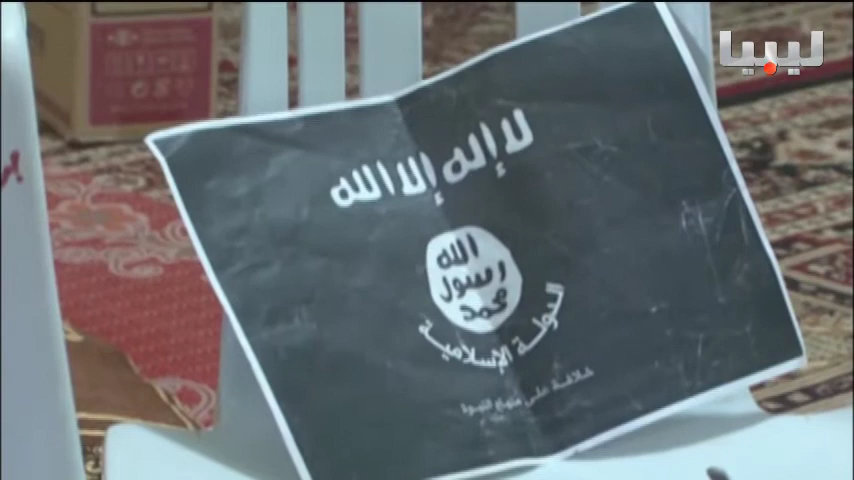 ليبيا
لا إله إلا الله
الله
رسول
محمد
الدولة الإسلامية
خلافة على منهاج النبوة